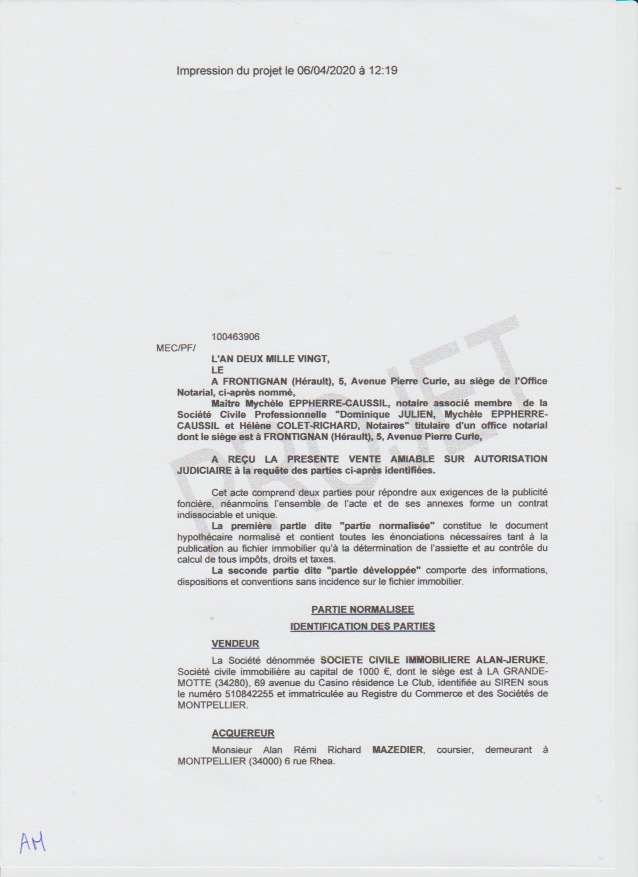 Impression du projet le 06/04/2020 à 12:19
100463906
MEC/PF/
L'AN DEUX MILLE VINGT,
LE
A FRONTIGNAN (Hérault), 5, Avenue Pierre Curie, au siège de l'Office
Notarial, ci-après nommé,
Maître Mychèle EPPHERRE-CAUSSIL, notaire associé membre de la
Société Civile Professionnelle "Dominique JULIEN, Mychèle EPPHERRE-
CAUSSIL et Hélène COLET-RICHARD, Notaires" titulaire d'un office notarial
dont le siège est à FRONTIGNAN (Hérault), 5, Avenue Pierre Curie,
A REÇU LA PRESENTE VENTE AMIABLE SUR AUTORISATION
JUDICIAIRE à la requête des parties ci-après identifiées.
Cet acte comprend deux parties pour répondre aux exigences de la publicité
foncière, néanmoins l'ensemble de l'acte et de ses annexes forme un contrat
indissociable et unique.
La première partie dite "partie normalisée" constitue le document
hypothécaire normalisé et contient toutes les énonciations nécessaires tant à la
publication au fichier immobilier qu'à la détermination de l'assiette et au contrôle du
calcul de tous impôts, droits et taxes.
La seconde partie dite "partie développée" comporte des informations,
dispositions et conventions sans incidence sur le fichier immobilier.
PARTIE NORMALISEE
IDENTIFICATION DES PARTIES
VENDEUR
La Société dénommée SOCIETE CIVILE IMMOBILIERE ALAN-JERUKE,
Société civile immobilière au capital de 1000 €, dont le siège est à LA GRANDE-
MOTTE (34280), 69 avenue du Casino résidence Le Club, identifiée au SIREN sous
le numéro 510842255 et immatriculée au Registre du Commerce et des Sociétés de
MONTPELLIER.
ACQUEREUR
Monsieur Alan Rémi Richard MAZEDIER, coursier, demeurant à
MONTPELLIER (34000) 6 rue Rhea.
PROJET
AM